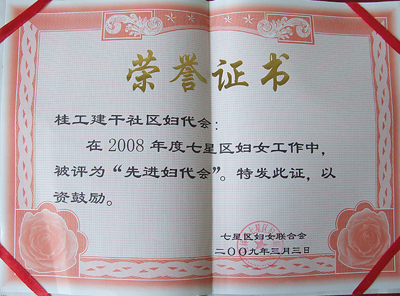 荣誉证书
桂工建干社区妇代会：
在2008年度七星区妇女工作中，
被评为“先进妇代会”。特发此证，以
资鼓励。
七星区妇女联合会
二〇〇九年三月三日